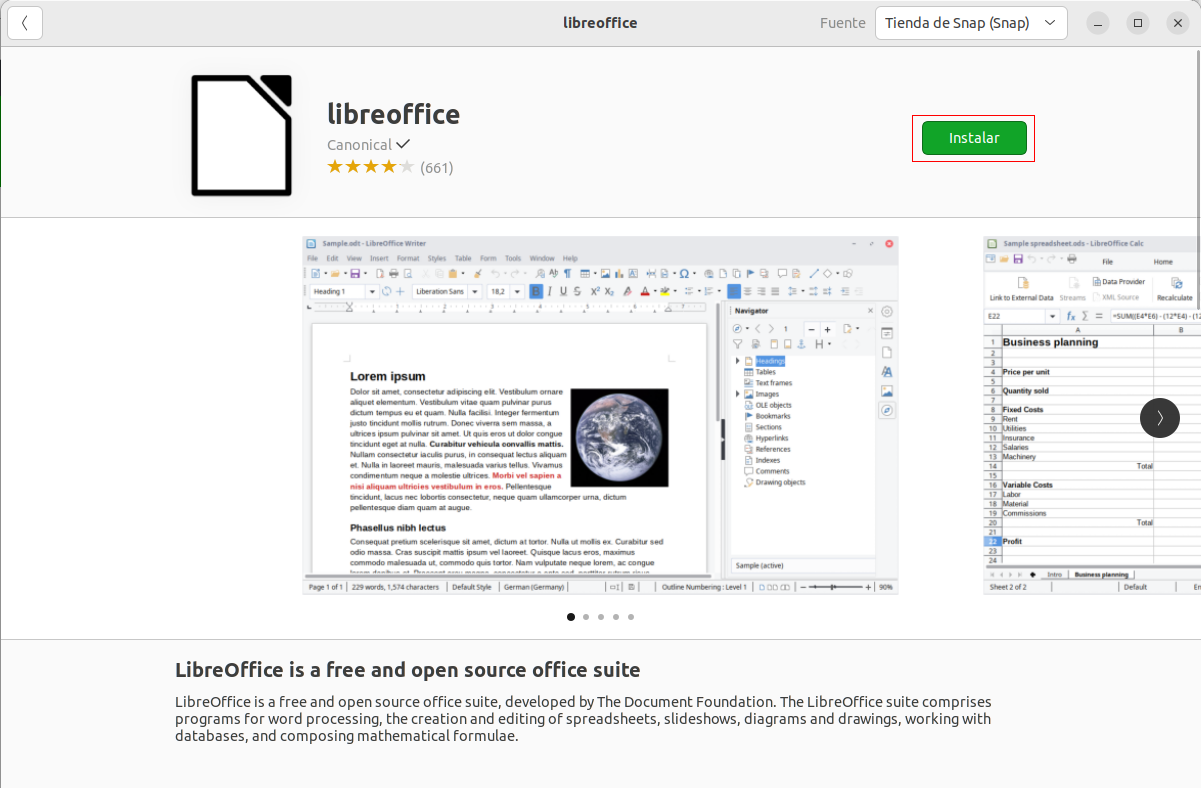 libreoffice
Fuente
Tienda de Snap (Snap)
libreoffice
Canonical
(661)
Instalar
Sample.odt - LibreOffice Writer
File Edit View Insert Format Styles Table Form Tools Window Help
Heading 1
Liberation Sans
18,2
Lorem ipsum
Dolor sit amet, consectetur adipiscing elit. Vestibulum ornare
aliquet elementum. Vestibulum vitae quam pulvinar purus
dictum tempus eu et quam. Nulla facilisi. Integer fermentum
justo tincidunt mollis rutrum. Donec viverra sem massa, a
ultrices ipsum pulvinar sit amet. Ut quis eros ut dolor congue
tincidunt eget at nulla. Curabitur vehicula convallis mattis.
Nullam consectetur iaculis purus, in consequat lectus aliquam
et. Nulla in laoreet mauris, malesuada varius tellus. Vivamus
condimentum neque a molestie ultrices. Morbi vel sapien a
nisi aliquam ultricies vestibulum in eros. Pellentesque
tincidunt, lacus nec lobortis consectetur, neque quam ullamcorper urna, dictum
pellentesque diam quam at augue.
Phasellus nibh lectus
Consequat pretium scelerisque sit amet, dictum at tortor. Nulla ut mollis ex. Curabitur sed
odio massa. Cras suscipit mattis ipsum vel laoreet. Quisque lacus eros, maximus
commodo malesuada ut, commodo quis tortor. Nam vulputate neque lorem, ac congue
Navigator
1
Headings
Tables
Text frames
Images
OLE objects
Bookmarks
Sections
Hyperlinks
References
Indexes
Comments
Drawing objects
Sample (active)
Page 1 of 1
229 words, 1,574 characters
Default Style
German (Germany)
Outline Numbering : Level 1
90%
Sample spreadsheet.ods - LibreOffice Calc
File
Home
Link to External Data
Streams
Data Provider
XML Source
Recalculate
E22
=SUM((E4*E6) - (12*E4) - (12
A
B
1 Business planning
2
3
4 Price per unit
5
6 Quantity sold
7
8 Fixed Costs
9 Rent
10 Utilities
11 Insurance
12 Salaries
13 Machinery
14 Total
15
16 Variable Costs
17 Labor
18 Material
19 Commissions
20 Total
21
22 Profit
23
24
Intro
Business planning
Sheet 2 of 2
Default
En
LibreOffice is a free and open source office suite
LibreOffice is a free and open source office suite, developed by The Document Foundation. The LibreOffice suite comprises
programs for word processing, the creation and editing of spreadsheets, slideshows, diagrams and drawings, working with
databases, and composing mathematical formulae.